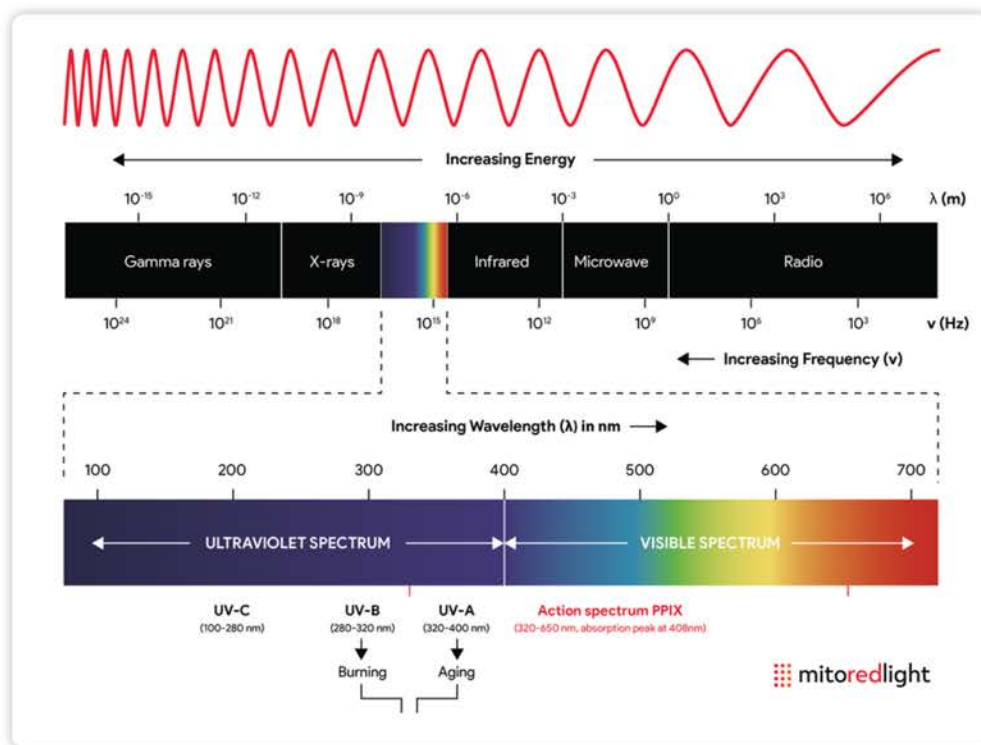 Increasing Energy
10⁻¹⁵ 10⁻¹² 10⁻⁹ 10⁻⁶ 10⁻³ 10⁰ 10³ 10⁶ λ (m)
Gamma rays X-rays Infrared Microwave Radio
10²⁴ 10²¹ 10¹⁸ 10¹⁵ 10¹² 10⁹ 10⁶ 10³ ν (Hz)
Increasing Frequency (ν)
Increasing Wavelength (λ) in nm
100 200 300 400 500 600 700
ULTRAVIOLET SPECTRUM VISIBLE SPECTRUM
UV-C UV-B UV-A Action spectrum PPIX
(100-280 nm) (280-320 nm) (320-400 nm) (320-650 nm, absorption peak at 408nm)
Burning Aging
mitoredlight